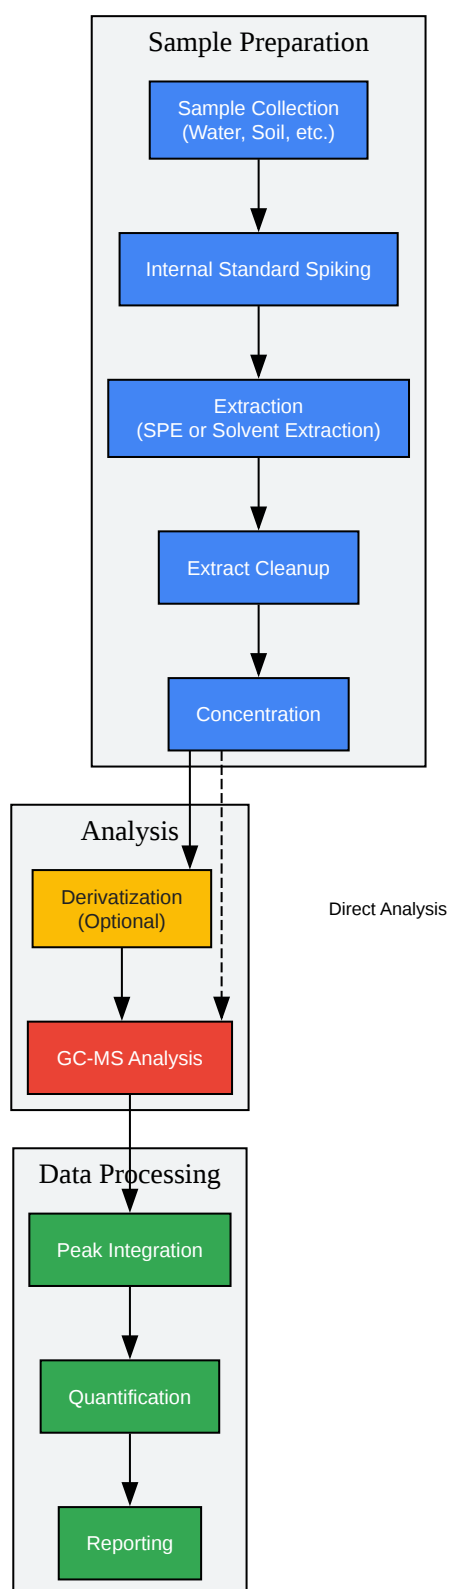 Sample Preparation
Sample Collection
(Water, Soil, etc.)
Internal Standard Spiking
Extraction
(SPE or Solvent Extraction)
Extract Cleanup
Concentration
Analysis
Derivatization
(Optional)
Direct Analysis
GC-MS Analysis
Data Processing
Peak Integration
Quantification
Reporting